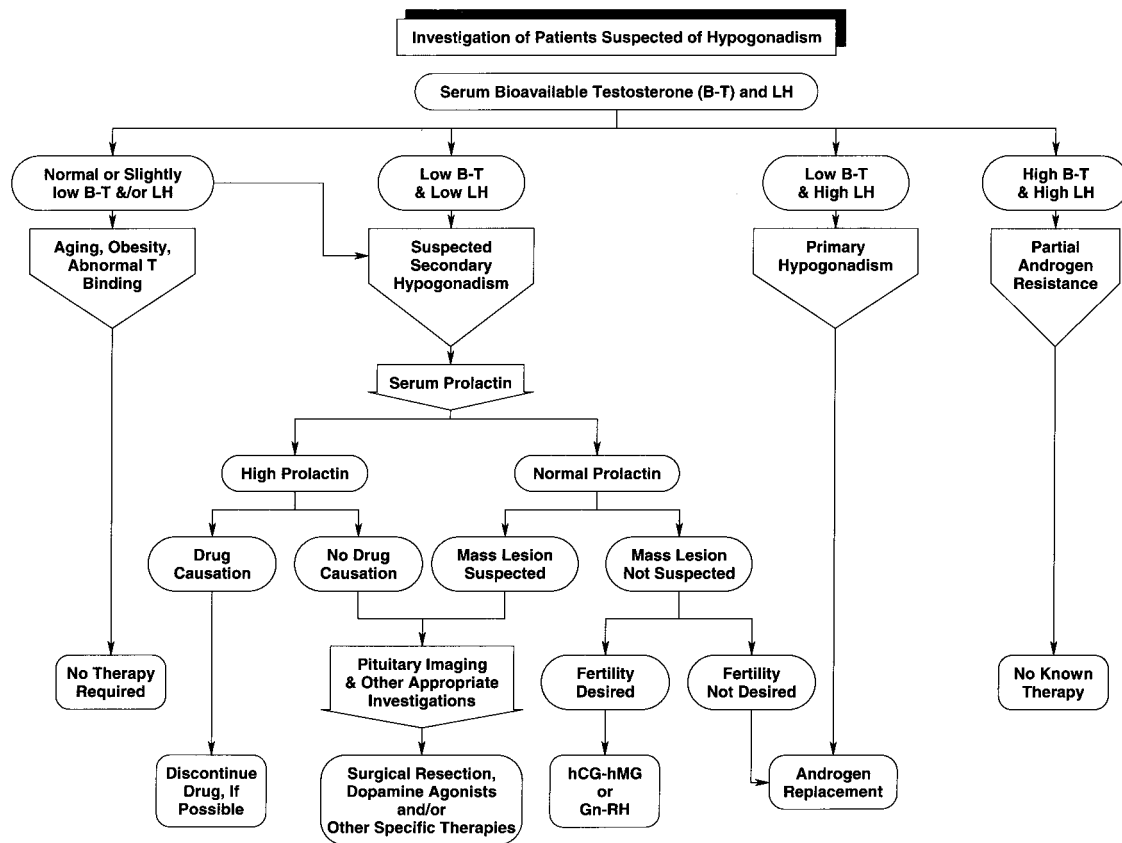 Investigation of Patients Suspected of Hypogonadism
Serum Bioavailable Testosterone (B-T) and LH
Normal or Slightly
low B-T &/or LH
Low B-T
& Low LH
Low B-T
& High LH
High B-T
& High LH
Aging, Obesity,
Abnormal T
Binding
Suspected
Secondary
Hypogonadism
Primary
Hypogonadism
Partial
Androgen
Resistance
Serum Prolactin
High Prolactin
Normal Prolactin
Drug
Causation
No Drug
Causation
Mass Lesion
Suspected
Mass Lesion
Not Suspected
No Therapy
Required
Pituitary Imaging
& Other Appropriate
Investigations
Fertility
Desired
Fertility
Not Desired
No Known
Therapy
Discontinue
Drug, If
Possible
Surgical Resection,
Dopamine Agonists
and/or
Other Specific Therapies
hCG-hMG
or
Gn-RH
Androgen
Replacement